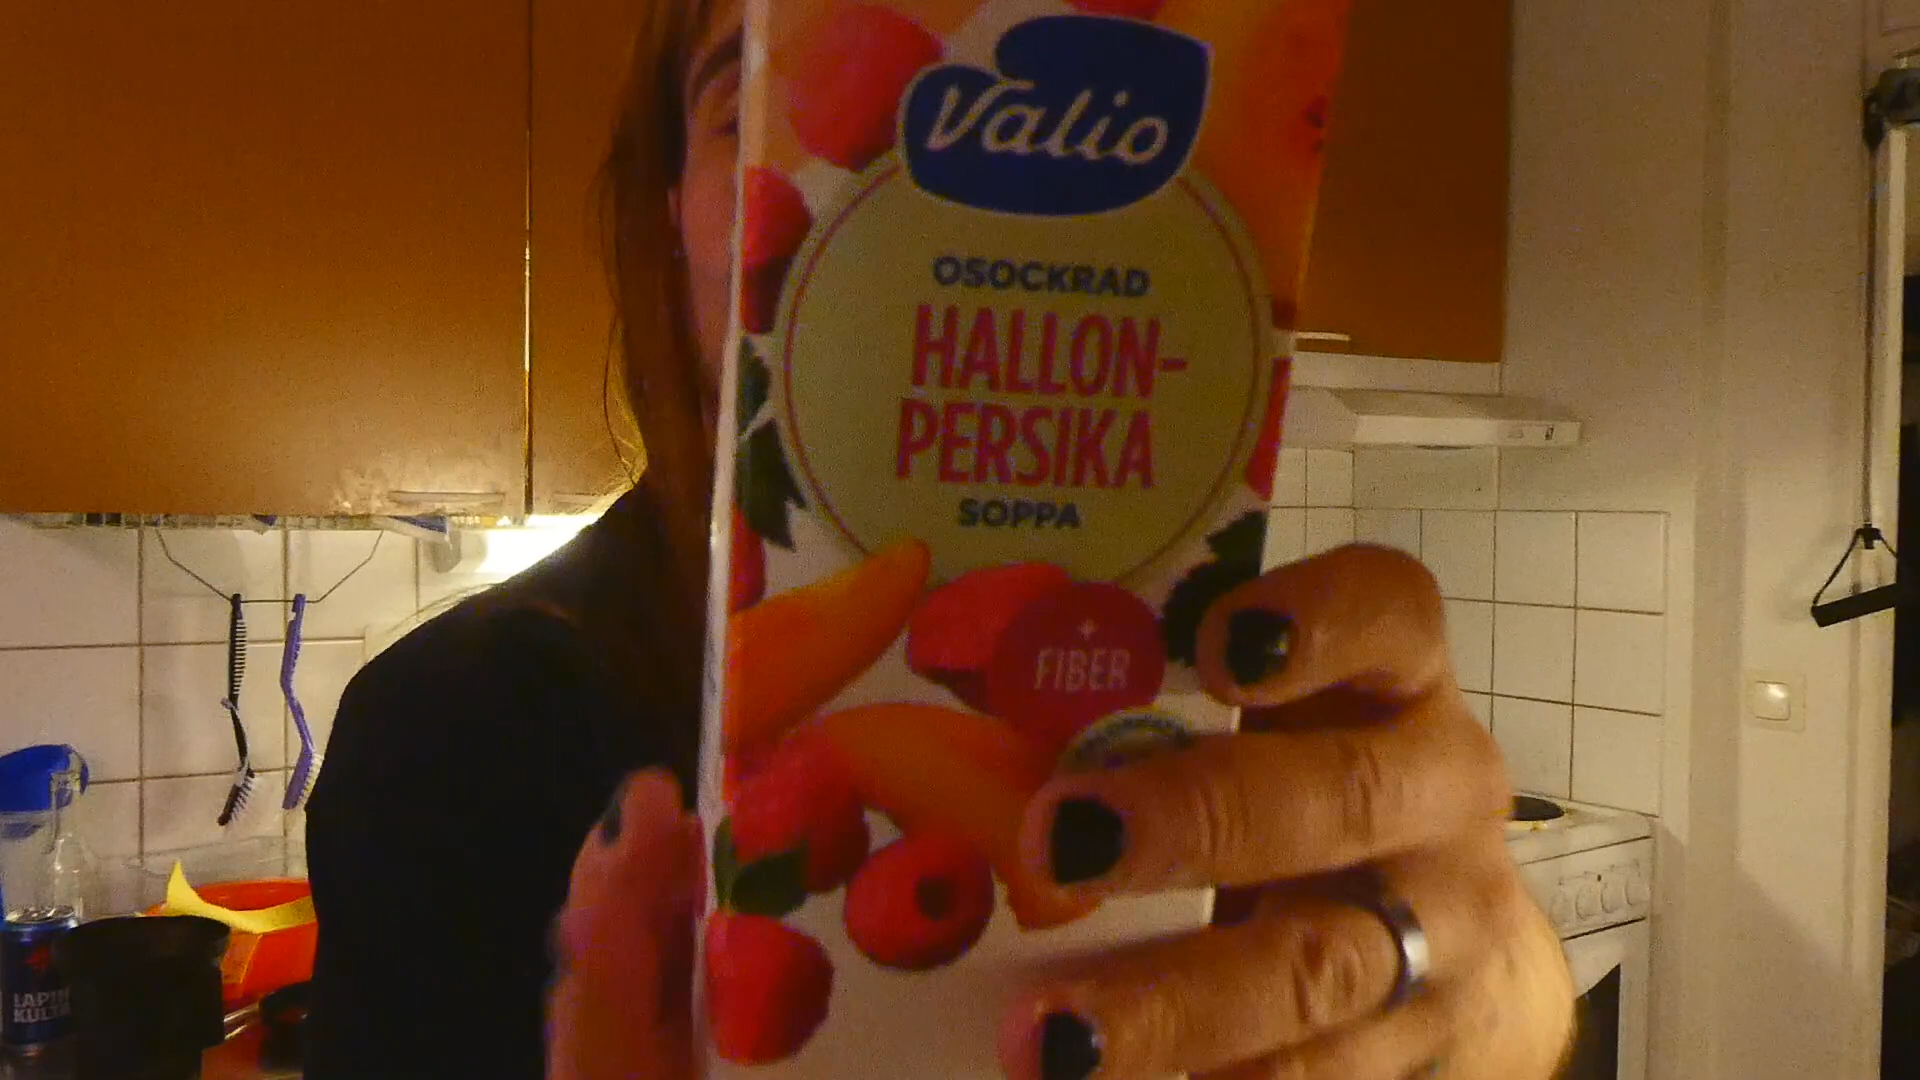 Valio
OSOCKRAD
HALLON-
PERSIKA
SOPPA
+
FIBER
LAPIN
KULTA